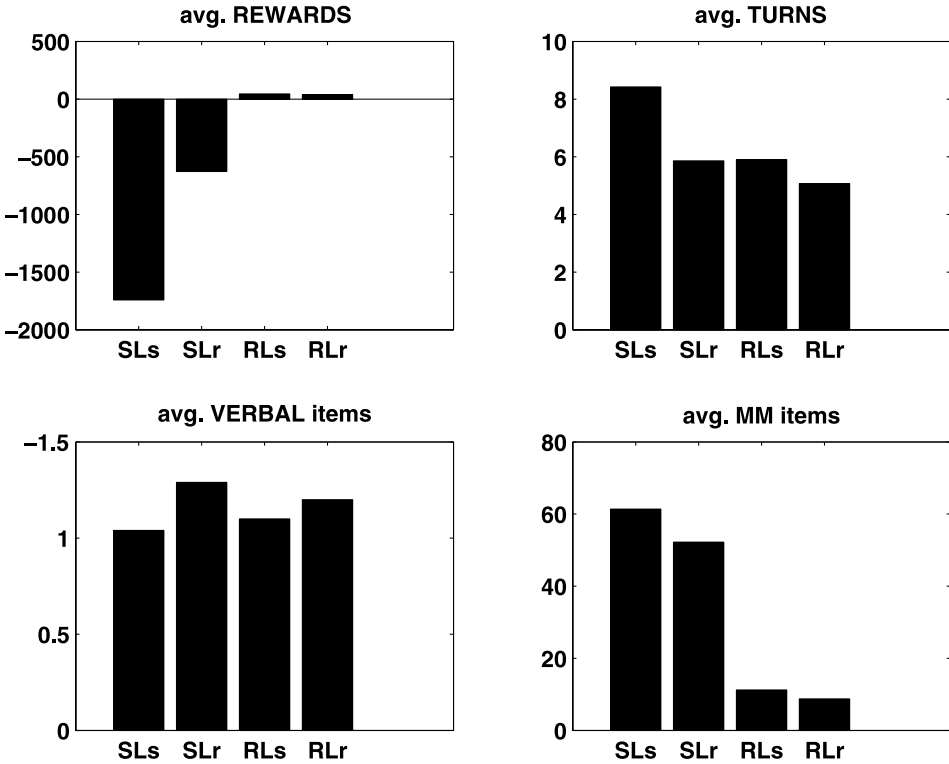 avg. REWARDS
500
0
−500
−1000
−1500
−2000
SLs SLr RLs RLr
avg. TURNS
10
8
6
4
2
0
SLs SLr RLs RLr
avg. VERBAL items
−1.5
1
0.5
0
SLs SLr RLs RLr
avg. MM items
80
60
40
20
0
SLs SLr RLs RLr